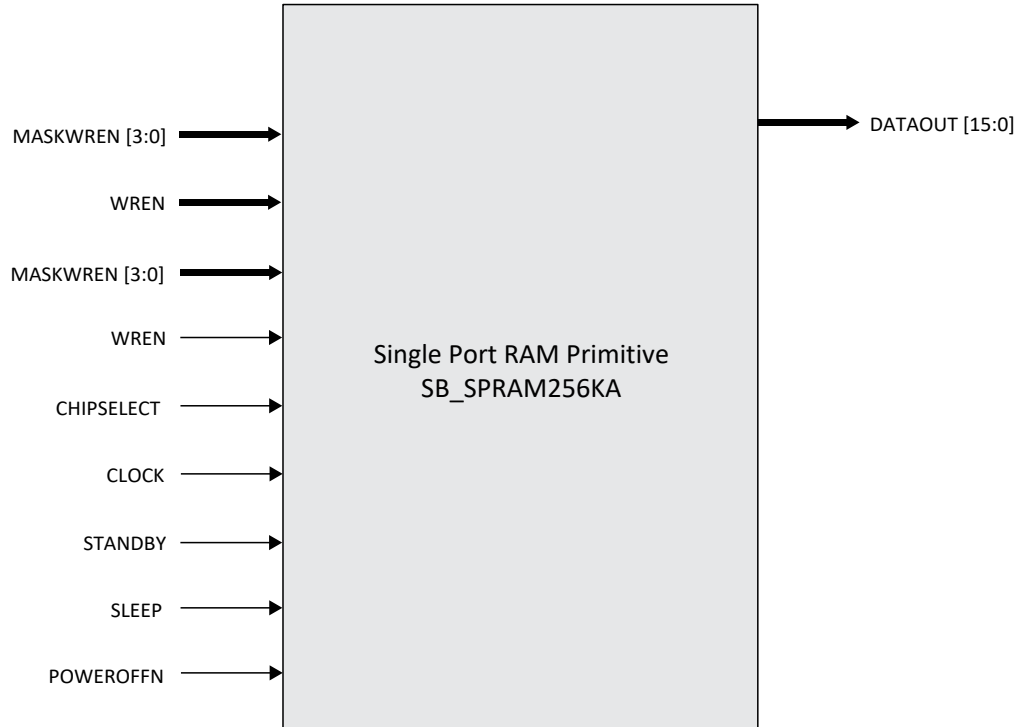 MASKWREN [3:0]
DATAOUT [15:0]
WREN
MASKWREN [3:0]
WREN
Single Port RAM Primitive
SB_SPRAM256KA
CHIPSELECT
CLOCK
STANDBY
SLEEP
POWEROFFN